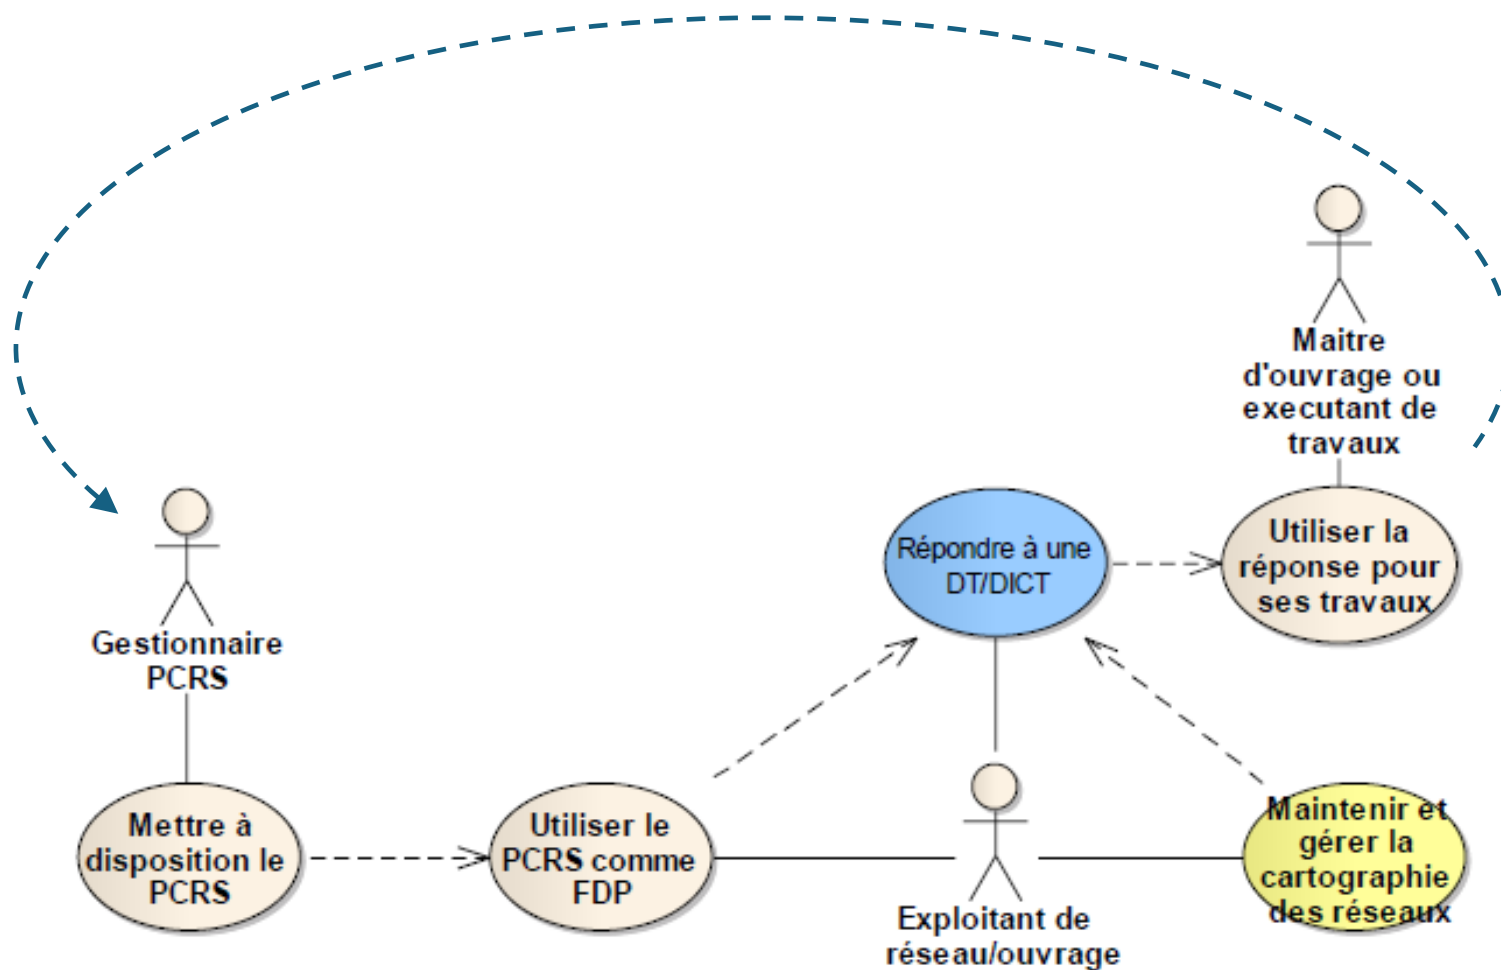 Maitre
d'ouvrage ou
executant de
travaux
Gestionnaire
PCRS
Répondre à une
DT/DICT
Utiliser la
réponse pour
ses travaux
Mettre à
disposition le
PCRS
Utiliser le
PCRS comme
FDP
Exploitant de
réseau/ouvrage
Maintenir et
gérer la
cartographie
des réseaux